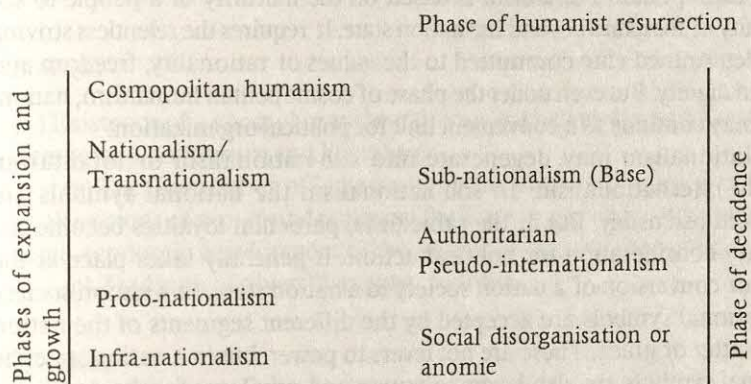 Phase of humanist resurrection
Phases of expansion and
growth
Cosmopolitan humanism
Nationalism/
Transnationalism
Proto-nationalism
Infra-nationalism
Sub-nationalism (Base)
Authoritarian
Pseudo-internationalism
Social disorganisation or
anomie
Phase of decadence